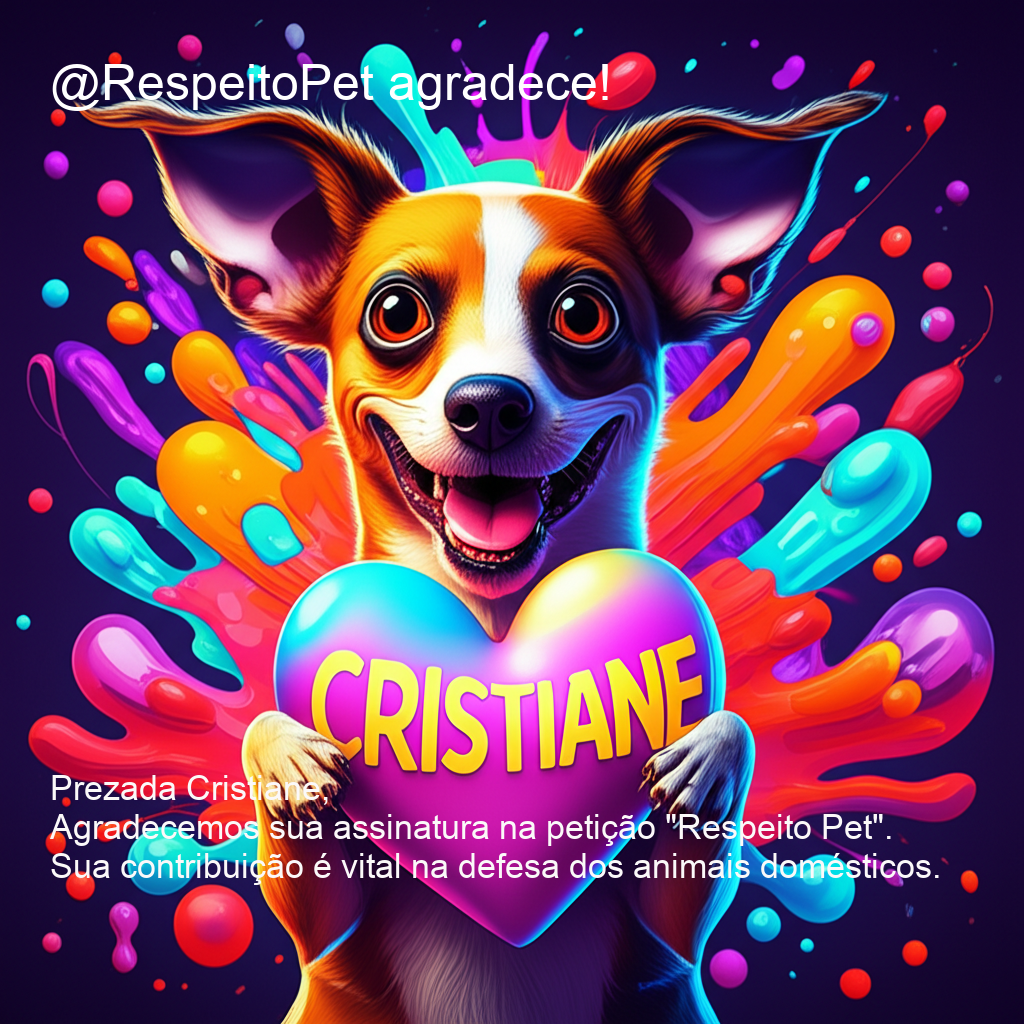 @RespeitoPet agradece!
CRISTIANE
Prezada Cristiane,
Agradecemos sua assinatura na petição "Respeito Pet".
Sua contribuição é vital na defesa dos animais domésticos.